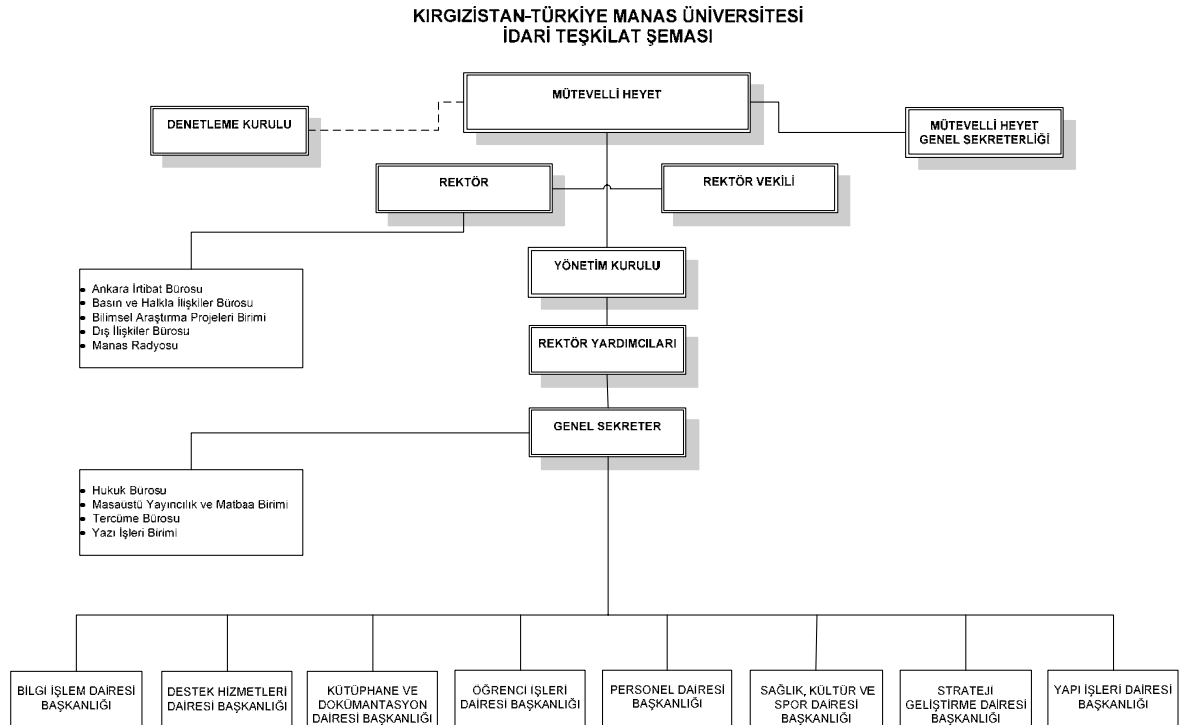 KIRGIZİSTAN-TÜRKİYE MANAS ÜNİVERSİTESİ
İDARİ TEŞKİLAT ŞEMASI
MÜTEVELLİ HEYET
DENETLEME KURULU
MÜTEVELLİ HEYET
GENEL SEKRETERLİĞİ
REKTÖR
REKTÖR VEKİLİ
YÖNETİM KURULU
• Ankara İrtibat Bürosu
• Basın ve Halkla İlişkiler Bürosu
• Bilimsel Araştırma Projeleri Birimi
• Dış İlişkiler Bürosu
• Manas Radyosu
REKTÖR YARDIMCILARI
GENEL SEKRETER
• Hukuk Bürosu
• Masaüstü Yayıncılık ve Matbaa Birimi
• Tercüme Bürosu
• Yazı İşleri Birimi
BİLGİ İŞLEM DAİRESİ
BAŞKANLIĞI
DESTEK HİZMETLERİ
DAİRESİ BAŞKANLIĞI
KÜTÜPHANE VE
DOKÜMANTASYON
DAİRESİ BAŞKANLIĞI
ÖĞRENCİ İŞLERİ
DAİRESİ BAŞKANLIĞI
PERSONEL DAİRESİ
BAŞKANLIĞI
SAĞLIK, KÜLTÜR VE
SPOR DAİRESİ
BAŞKANLIĞI
STRATEJİ
GELİŞTİRME DAİRESİ
BAŞKANLIĞI
YAPI İŞLERİ DAİRESİ
BAŞKANLIĞI